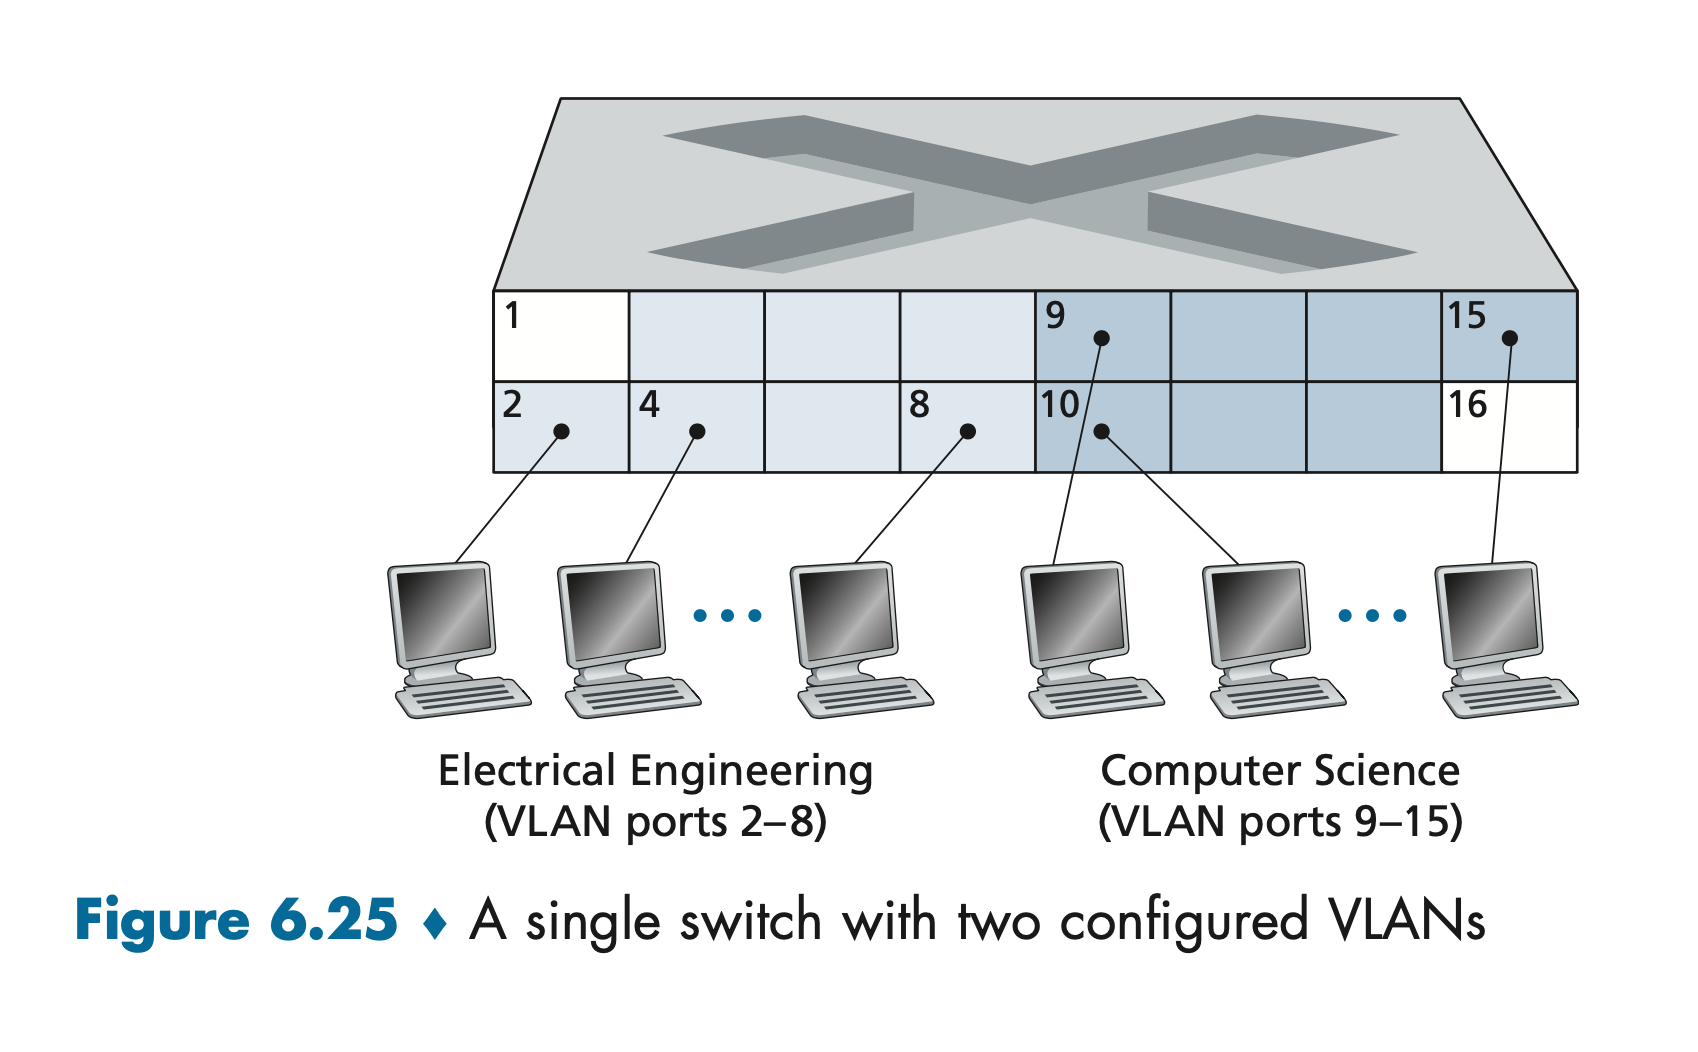 1 9 15
2 4 8 10 16
Electrical Engineering
(VLAN ports 2–8)
Computer Science
(VLAN ports 9–15)
Figure 6.25 ♦ A single switch with two configured VLANs